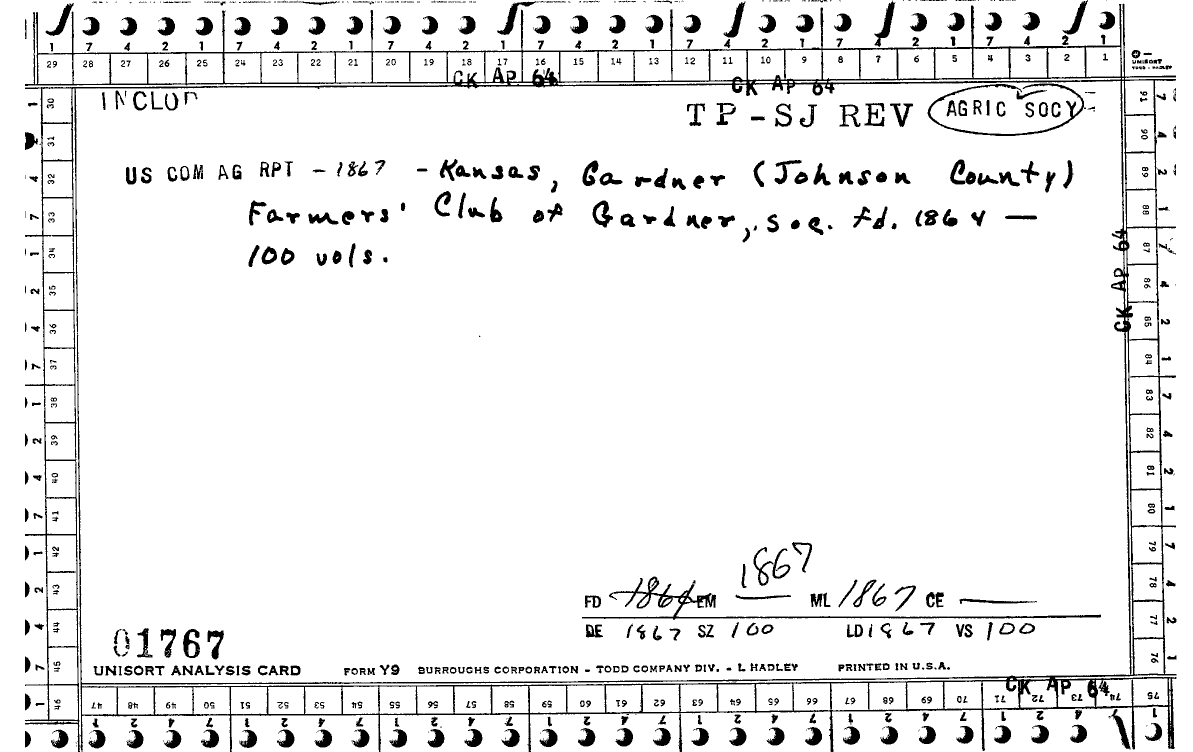 1 7 4 2 1 7 4 2 1 7 4 2 1 7 4 2 1 7 4 2 1 7 4 2 1 7 4 2 1
29 28 27 26 25 24 23 22 21 20 19 18 17 16 15 14 13 12 11 10 9 8 7 6 5 4 3 2 1
UNISORT
TODD - HADLEY
CK AP 64 CK AP 64
TP-SJ REV AGRIC SOCY
US COM AG RPT - 1867 - Kansas, Gardner (Johnson County)
Farmers' Club of Gardner, soc. fd. 1864 —
100 vols.
CK AP 64
30 31 32 33 34 35 36 37 38 39 40 41 42 43 44 45 46
91 90 89 88 87 86 85 84 83 82 81 80 79 78 77 76
1867
FD 1864 EM ML 1867 CE
DE 1867 SZ 100 LD 1867 VS 100
01767
UNISORT ANALYSIS CARD FORM Y9 BURROUGHS CORPORATION - TODD COMPANY DIV. - L HADLEY PRINTED IN U.S.A.
CK AP 64
47 48 49 50 51 52 53 54 55 56 57 58 59 60 61 62 63 64 65 66 67 68 69 70 71 72 73 74 75